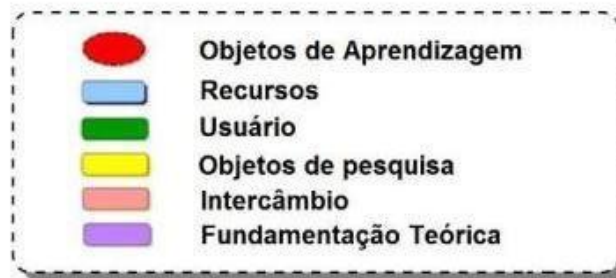 Objetos de Aprendizagem
Recursos
Usuário
Objetos de pesquisa
Intercâmbio
Fundamentação Teórica